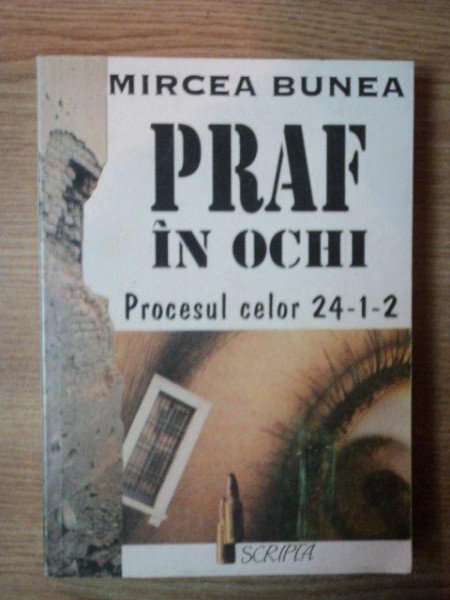 MIRCEA BUNEA
PRAF
ÎN OCHI
Procesul celor 24-1-2
SCRIPTA